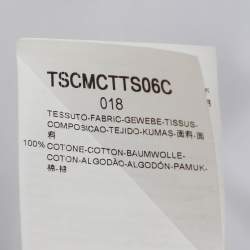 TSCMCTTS06C
018
TESSUTO-FABRIC-GEWEBE-TISSUS-
COMPOSICAO-TEJIDO-KUMAS-面料-面
料
100% COTONE-COTTON-BAUMWOLLE-
COTON-ALGODÃO-ALGODÓN-PAMUK-
棉-棉